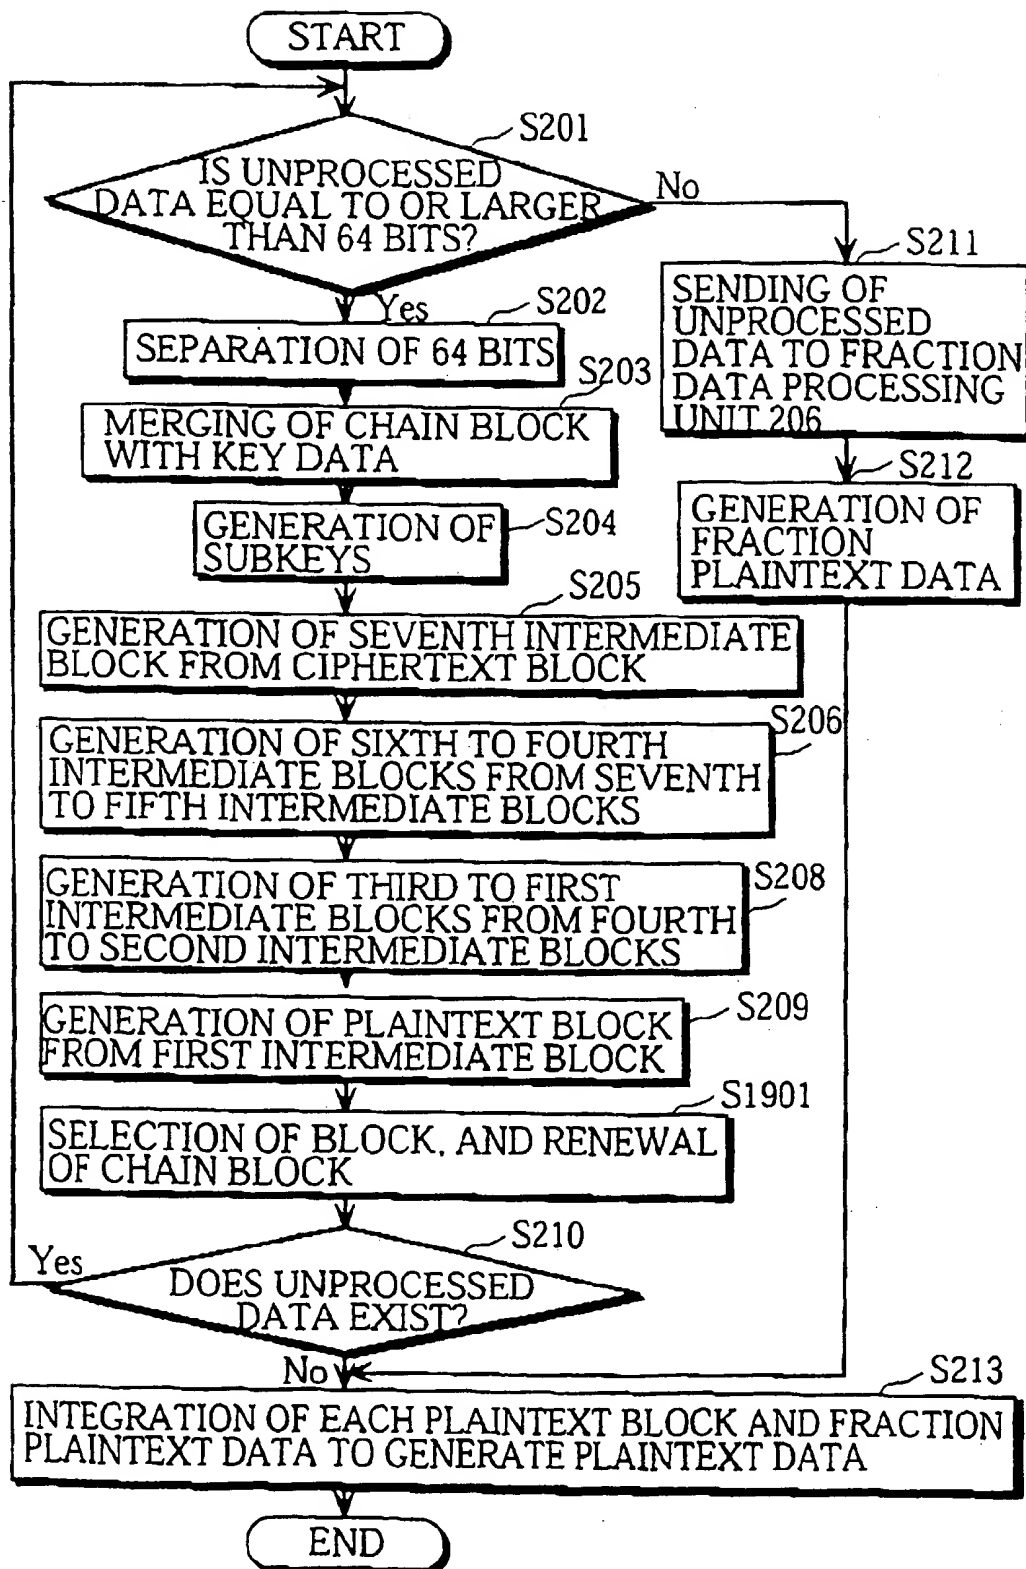 START
S201
IS UNPROCESSED
DATA EQUAL TO OR LARGER
THAN 64 BITS?
No
Yes
S202
SEPARATION OF 64 BITS
S203
MERGING OF CHAIN BLOCK
WITH KEY DATA
S204
GENERATION OF
SUBKEYS
S205
GENERATION OF SEVENTH INTERMEDIATE
BLOCK FROM CIPHERTEXT BLOCK
S206
GENERATION OF SIXTH TO FOURTH
INTERMEDIATE BLOCKS FROM SEVENTH
TO FIFTH INTERMEDIATE BLOCKS
S208
GENERATION OF THIRD TO FIRST
INTERMEDIATE BLOCKS FROM FOURTH
TO SECOND INTERMEDIATE BLOCKS
S209
GENERATION OF PLAINTEXT BLOCK
FROM FIRST INTERMEDIATE BLOCK
S1901
SELECTION OF BLOCK, AND RENEWAL
OF CHAIN BLOCK
S210
Yes
DOES UNPROCESSED
DATA EXIST?
No
S211
SENDING OF
UNPROCESSED
DATA TO FRACTION
DATA PROCESSING
UNIT 206
S212
GENERATION OF
FRACTION
PLAINTEXT DATA
S213
INTEGRATION OF EACH PLAINTEXT BLOCK AND FRACTION
PLAINTEXT DATA TO GENERATE PLAINTEXT DATA
END